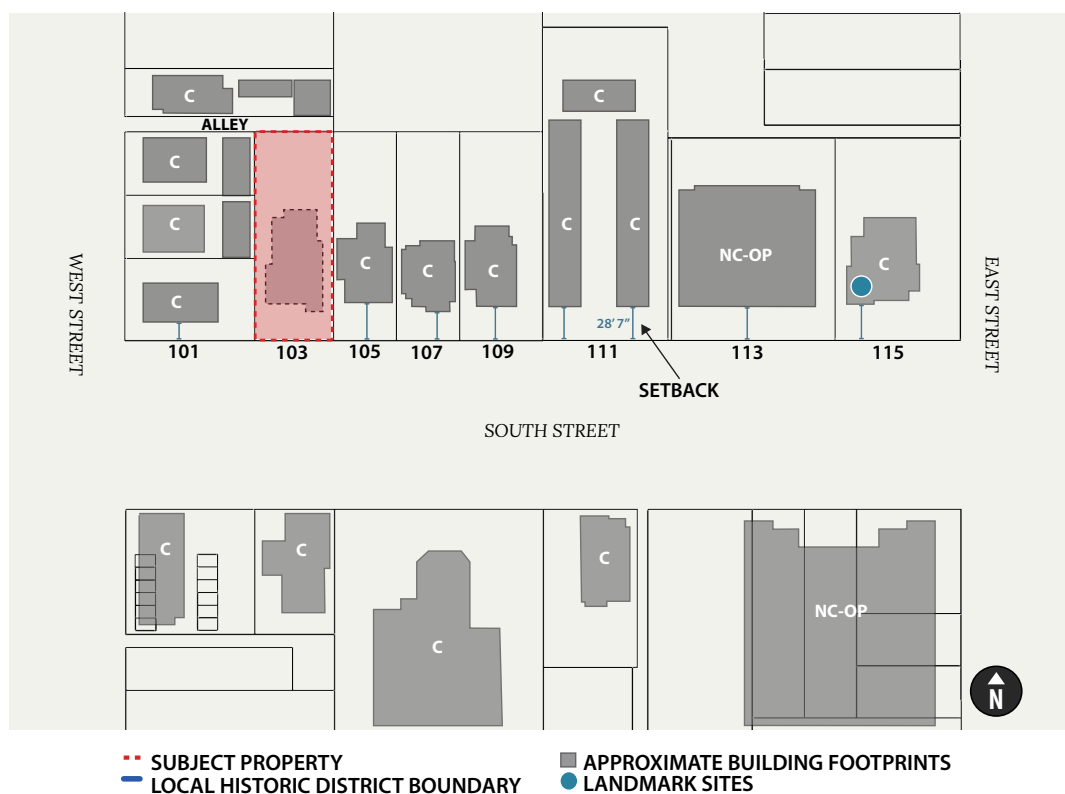 C
ALLEY
C
C
C
C
C
C
C
C
C
NC-OP
C
WEST STREET
EAST STREET
28' 7"
101
103
105
107
109
111
113
115
SETBACK
SOUTH STREET
C
C
C
C
NC-OP
N
SUBJECT PROPERTY
LOCAL HISTORIC DISTRICT BOUNDARY
APPROXIMATE BUILDING FOOTPRINTS
LANDMARK SITES